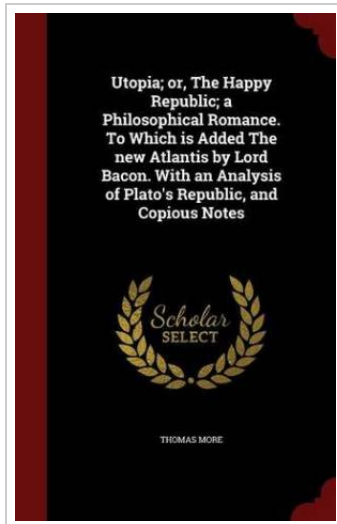 Utopia; or, The Happy
Republic; a
Philosophical Romance.
To Which is Added The
new Atlantis by Lord
Bacon. With an Analysis
of Plato's Republic, and
Copious Notes
Scholar
SELECT
THOMAS MORE